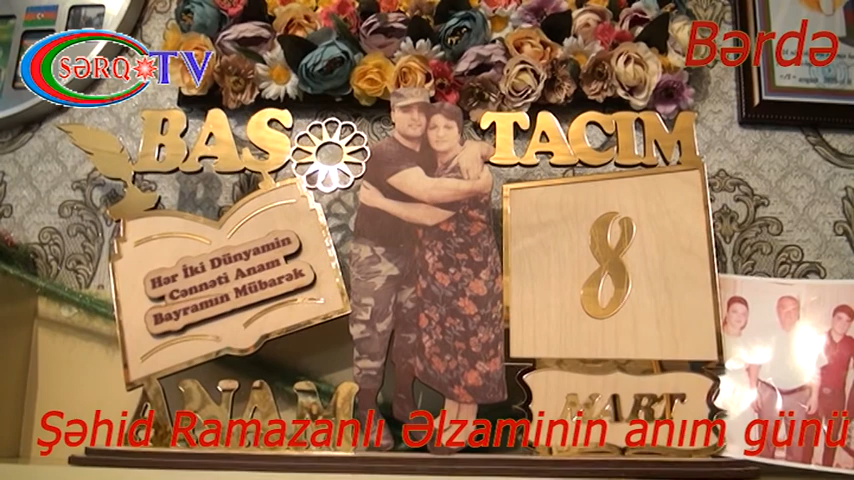 ŞƏRQ TV
Bərdə
BAŞ TACIM
Hər İki Dünyamin
Cənnəti Anam
Bayramın Mübarək
8
ANAM
MART
Şəhid Ramazanlı Əlzaminin anım günü